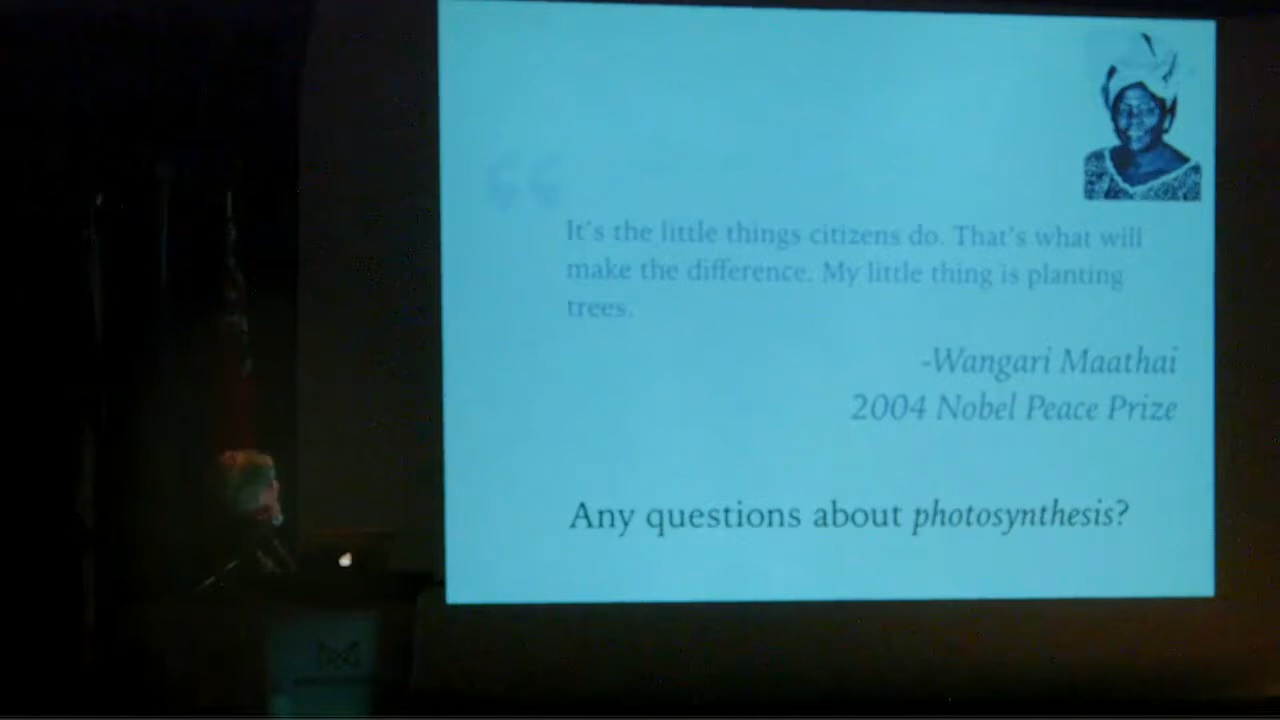 “
It's the little things citizens do. That's what will
make the difference. My little thing is planting
trees.
-Wangari Maathai
2004 Nobel Peace Prize
Any questions about photosynthesis?